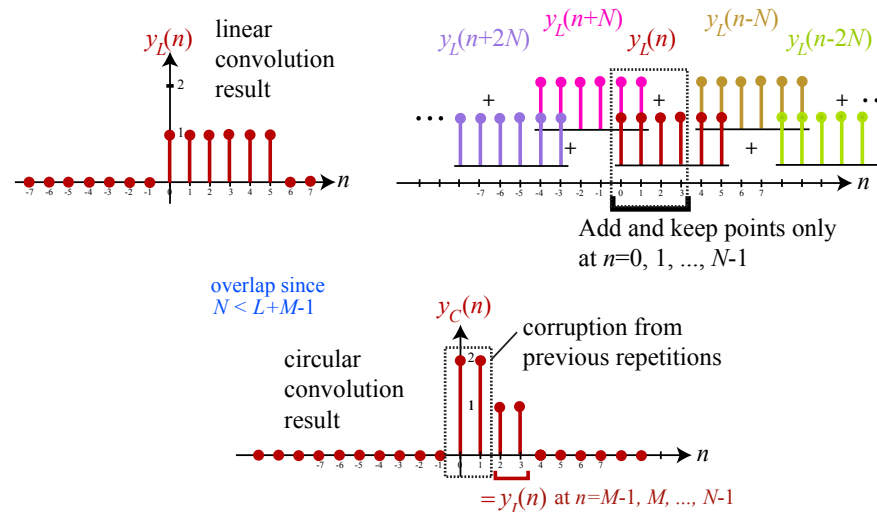 y_L(n)
linear
convolution
result
2
1
n
-7 -6 -5 -4 -3 -2 -1 0 1 2 3 4 5 6 7
y_L(n+2N)
y_L(n+N)
y_L(n)
y_L(n-N)
y_L(n-2N)
+ + + + +
... ...
n
-7 -6 -5 -4 -3 -2 -1 0 1 2 3 4 5 6 7
Add and keep points only
at n=0, 1, ..., N-1
overlap since
N < L+M-1
y_C(n)
corruption from
previous repetitions
circular
convolution
result
2
1
n
-7 -6 -5 -4 -3 -2 -1 0 1 2 3 4 5 6 7
= y_L(n) at n=M-1, M, ..., N-1